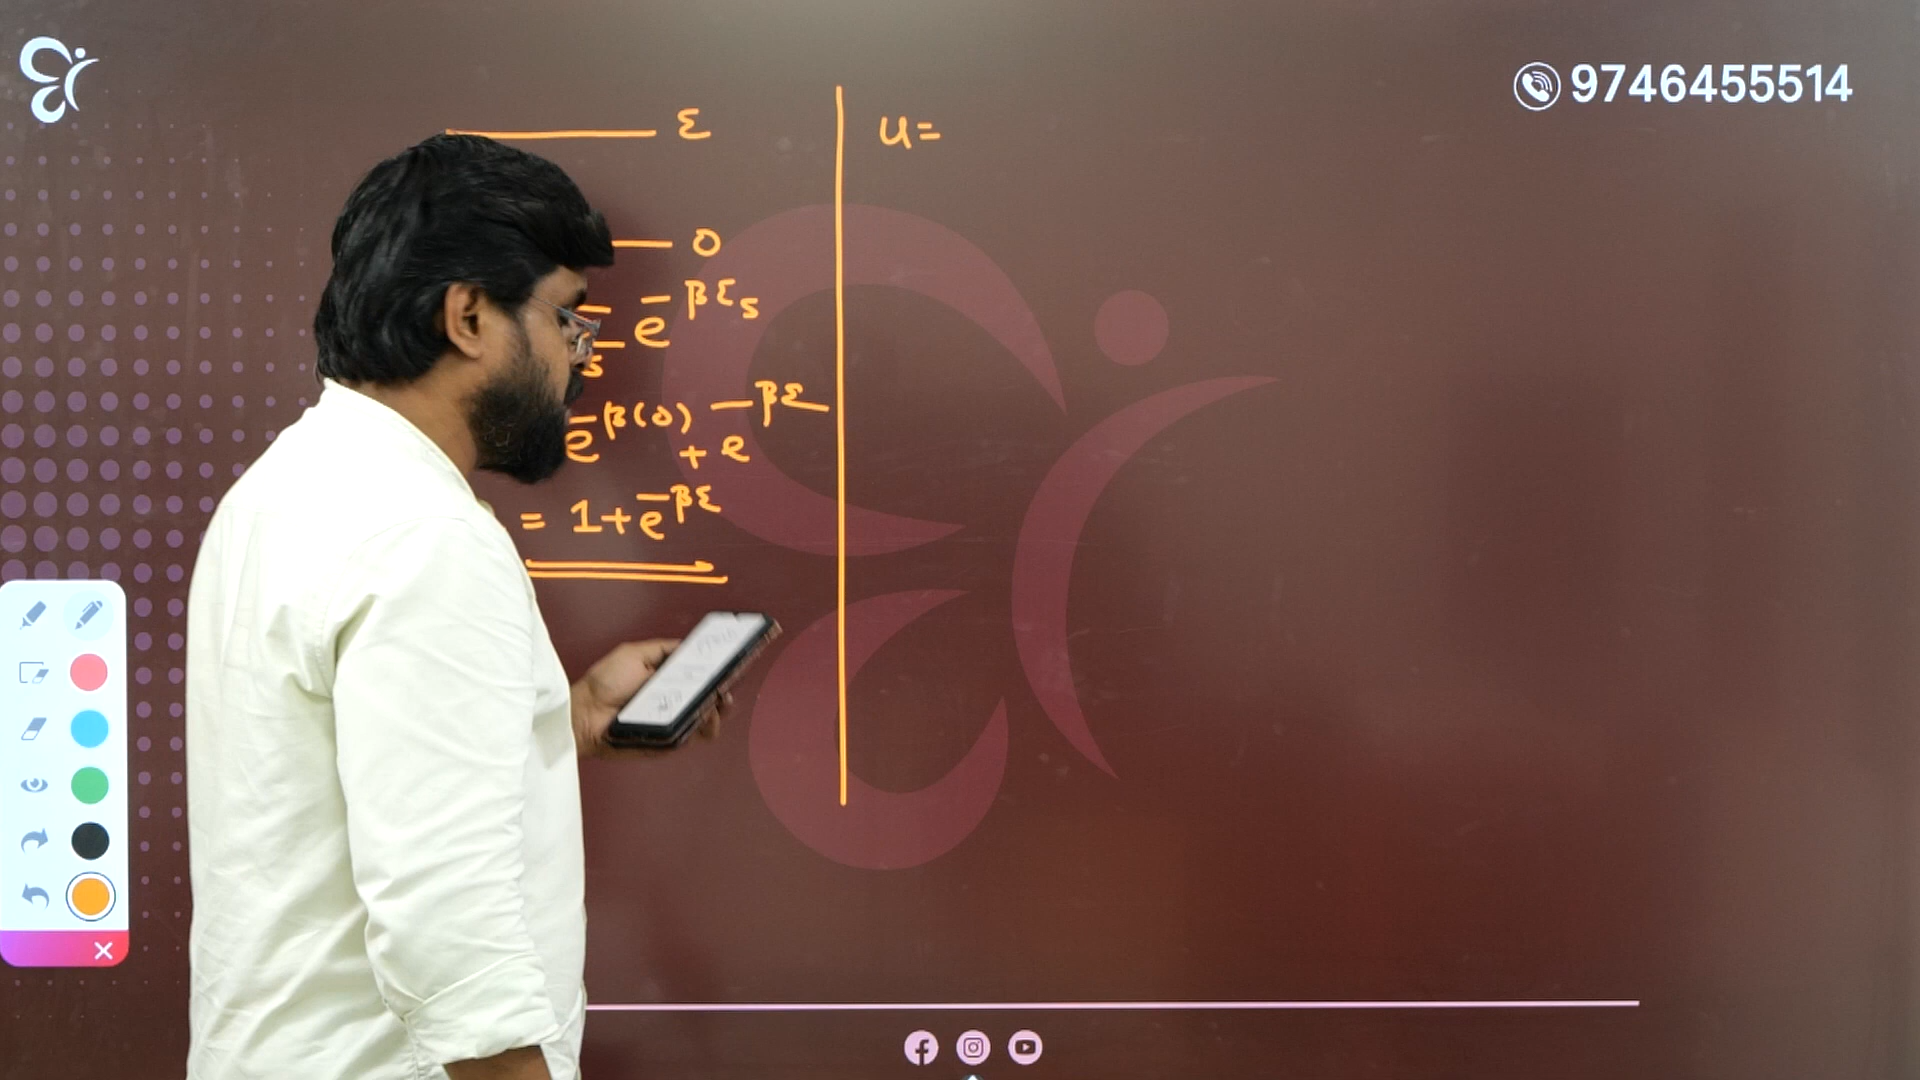 9746455514
ε
0
e^-βε_s
s
e^-β(0) + e^-βε
= 1 + e^-βε
u =